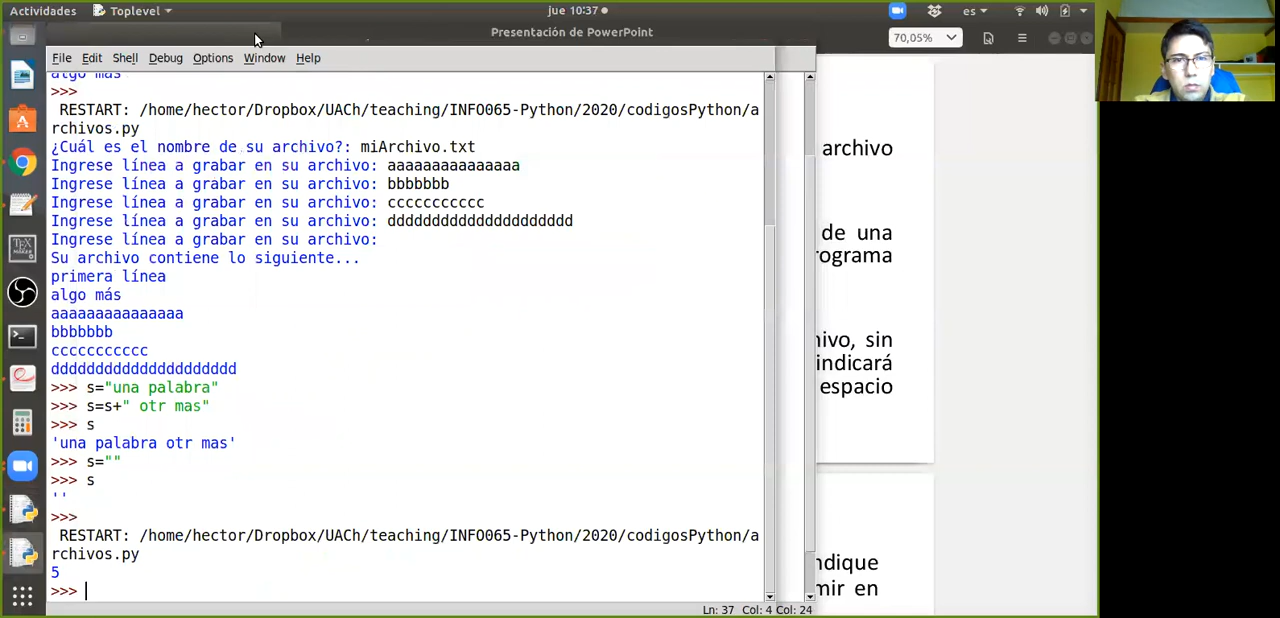 Actividades
Toplevel
jue 10:37
es
Presentación de PowerPoint
70,05%
File Edit Shell Debug Options Window Help
algo más
>>>
RESTART: /home/hector/Dropbox/UACh/teaching/INFO065-Python/2020/codigosPython/a
rchivos.py
¿Cuál es el nombre de su archivo?: miArchivo.txt
Ingrese línea a grabar en su archivo: aaaaaaaaaaaaaaa
Ingrese línea a grabar en su archivo: bbbbbbb
Ingrese línea a grabar en su archivo: ccccccccccc
Ingrese línea a grabar en su archivo: ddddddddddddddddddddd
Ingrese línea a grabar en su archivo:
Su archivo contiene lo siguiente...
primera línea
algo más
aaaaaaaaaaaaaaa
bbbbbbb
ccccccccccc
ddddddddddddddddddddd
>>> s="una palabra"
>>> s=s+" otr mas"
>>> s
'una palabra otr mas'
>>> s=""
>>> s
''
>>>
RESTART: /home/hector/Dropbox/UACh/teaching/INFO065-Python/2020/codigosPython/a
rchivos.py
5
>>>
Ln: 37 Col: 4
Col: 24
archivo
de una
rograma
hivo, sin
indicará
espacio
ndique
mir en